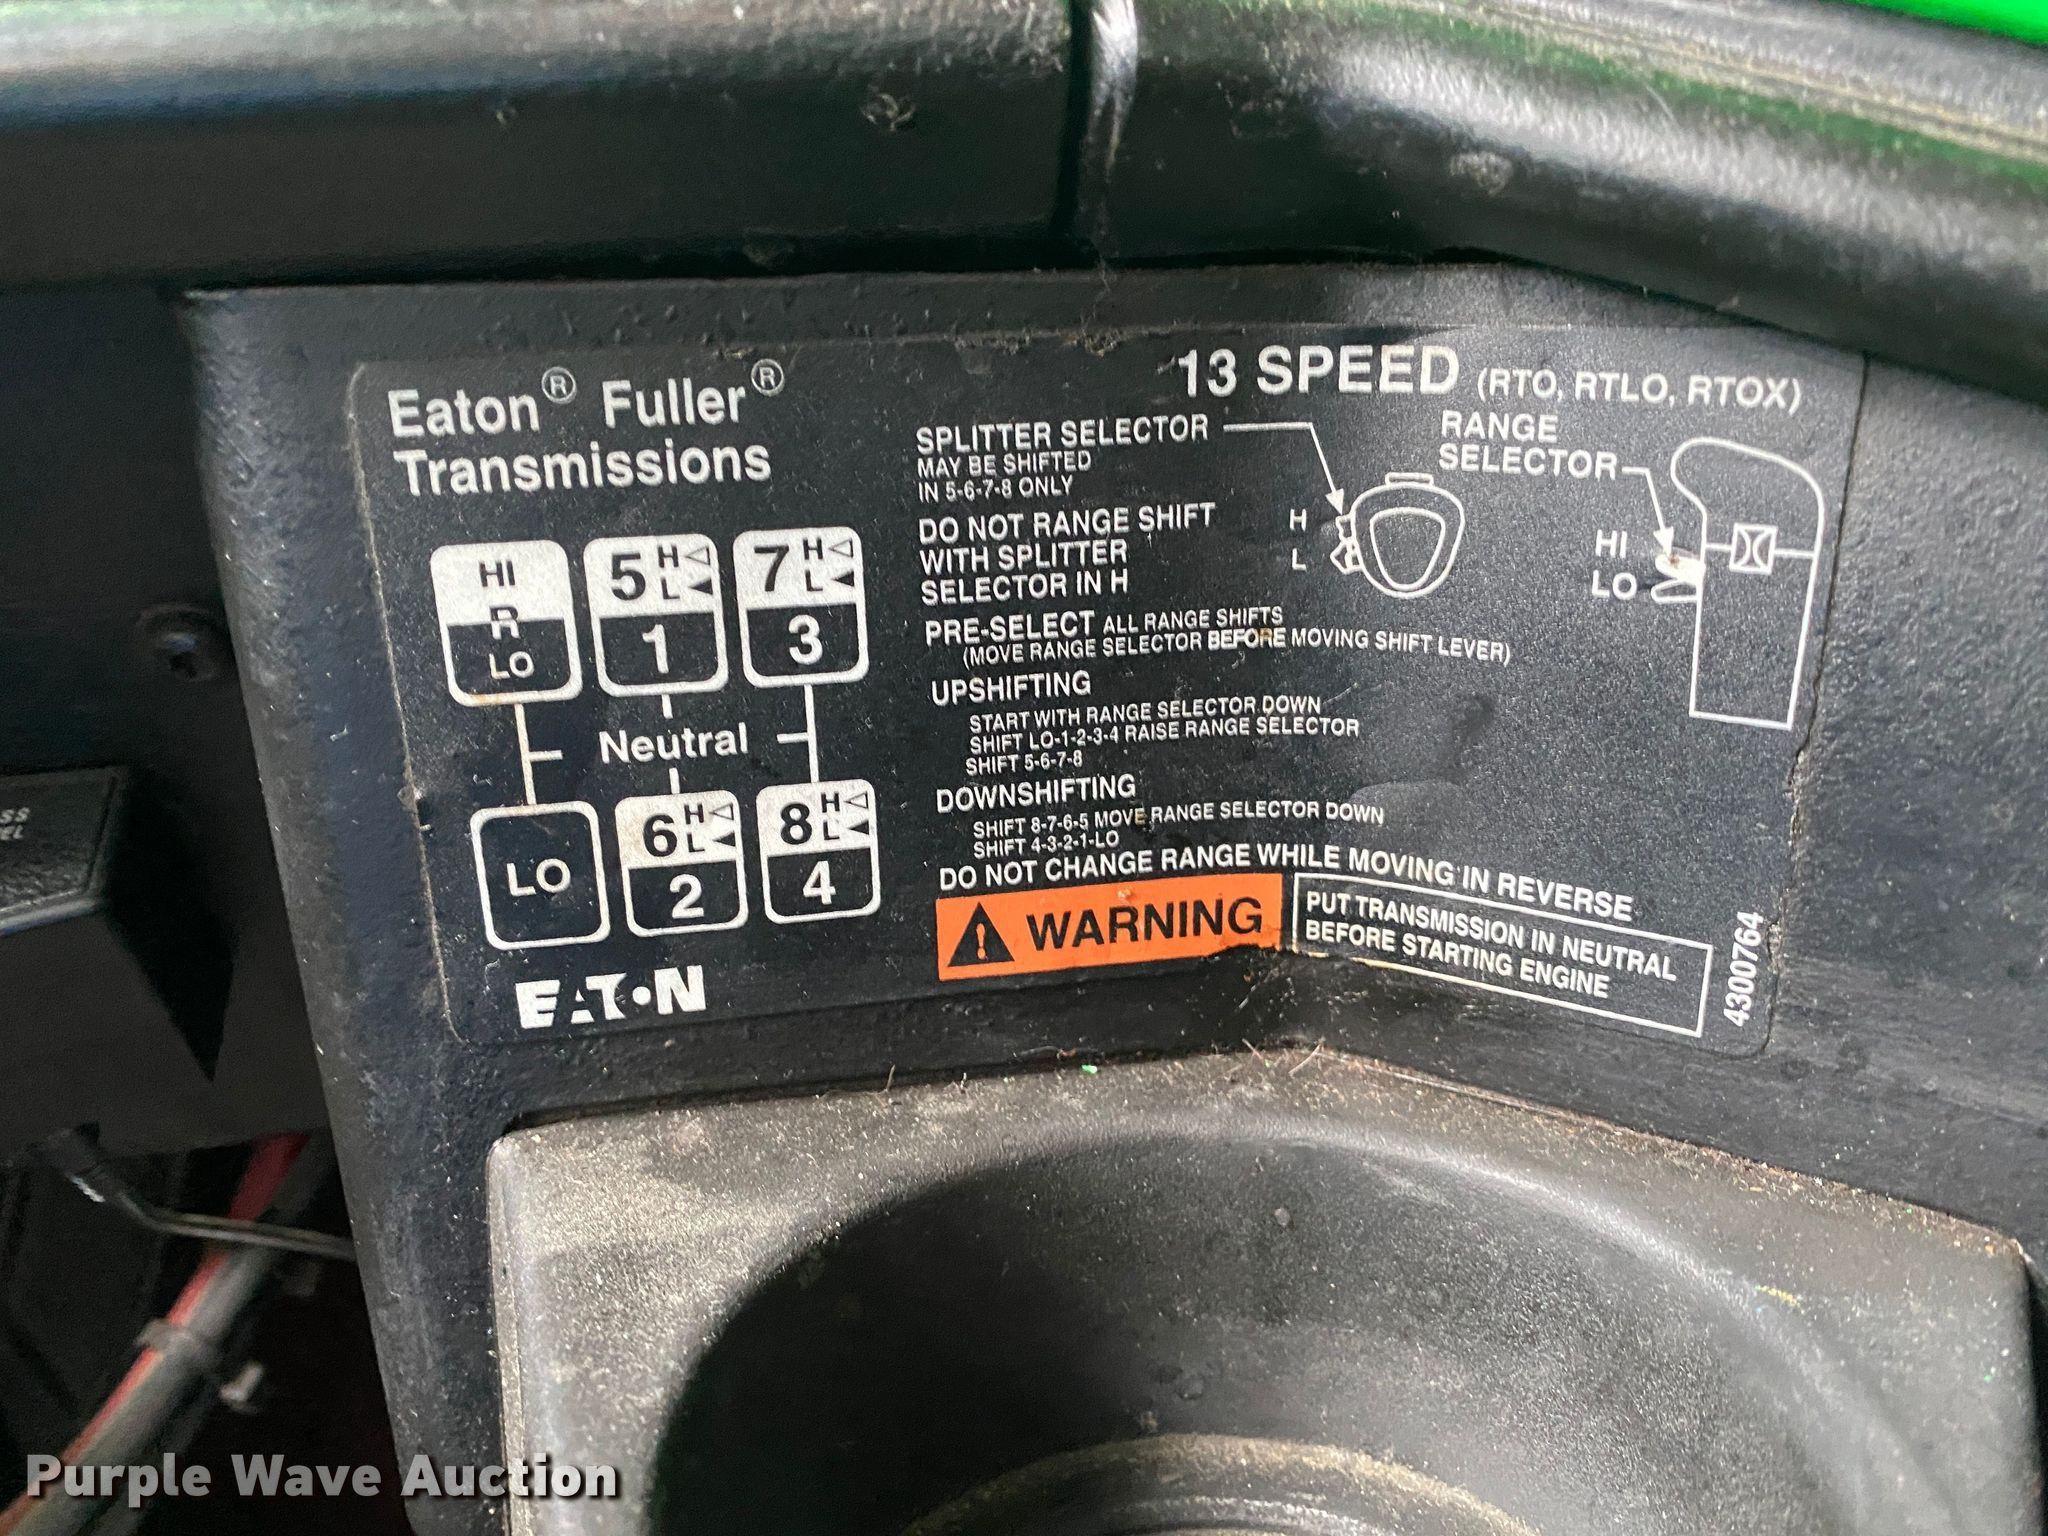 Eaton® Fuller®
Transmissions
13 SPEED (RTO, RTLO, RTOX)
SPLITTER SELECTOR
MAY BE SHIFTED
IN 5-6-7-8 ONLY
H
L
RANGE
SELECTOR
HI
LO
DO NOT RANGE SHIFT
WITH SPLITTER
SELECTOR IN H
PRE-SELECT ALL RANGE SHIFTS
(MOVE RANGE SELECTOR BEFORE MOVING SHIFT LEVER)
UPSHIFTING
START WITH RANGE SELECTOR DOWN
SHIFT LO-1-2-3-4 RAISE RANGE SELECTOR
SHIFT 5-6-7-8
DOWNSHIFTING
SHIFT 8-7-6-5 MOVE RANGE SELECTOR DOWN
SHIFT 4-3-2-1-LO
DO NOT CHANGE RANGE WHILE MOVING IN REVERSE
WARNING
PUT TRANSMISSION IN NEUTRAL
BEFORE STARTING ENGINE
4300764
HI
R
LO
5 H
L
1
7 H
L
3
Neutral
LO
6 H
L
2
8 H
L
4
EATON
SS
EL
Purple Wave Auction